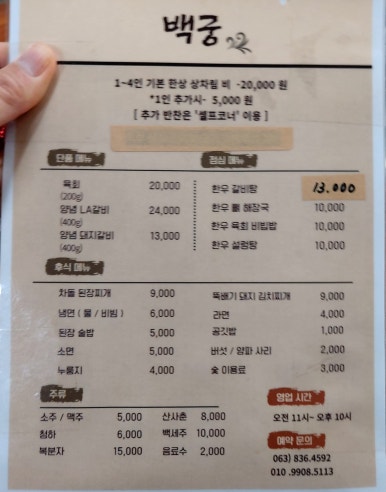 백궁
1~4인 기본 한상 상차림 비 -20,000 원
*1인 추가시- 5,000 원
[ 추가 반찬은 '셀프코너' 이용 ]
단품 메뉴
육회 20,000
(200g)
양념 LA갈비 24,000
(400g)
양념 돼지갈비 13,000
(400g)
점심 메뉴
한우 갈비탕 13.000
한우 뼈 해장국 10,000
한우 육회 비빔밥 10,000
한우 설렁탕 10,000
후식 메뉴
차돌 된장찌개 9,000
냉면 ( 물 / 비빔 ) 6,000
된장 술밥 5,000
소면 5,000
누룽지 4,000
뚝배기 돼지 김치찌개 9,000
라면 4,000
공깃밥 1,000
버섯 / 양파 사리 2,000
숯 이용료 3,000
주류
소주 / 맥주 5,000
청하 6,000
복분자 15,000
산사춘 8,000
백세주 10,000
음료수 2,000
영업 시간
오전 11시~ 오후 10시
예약 문의
063) 836.4592
010 .9908.5113